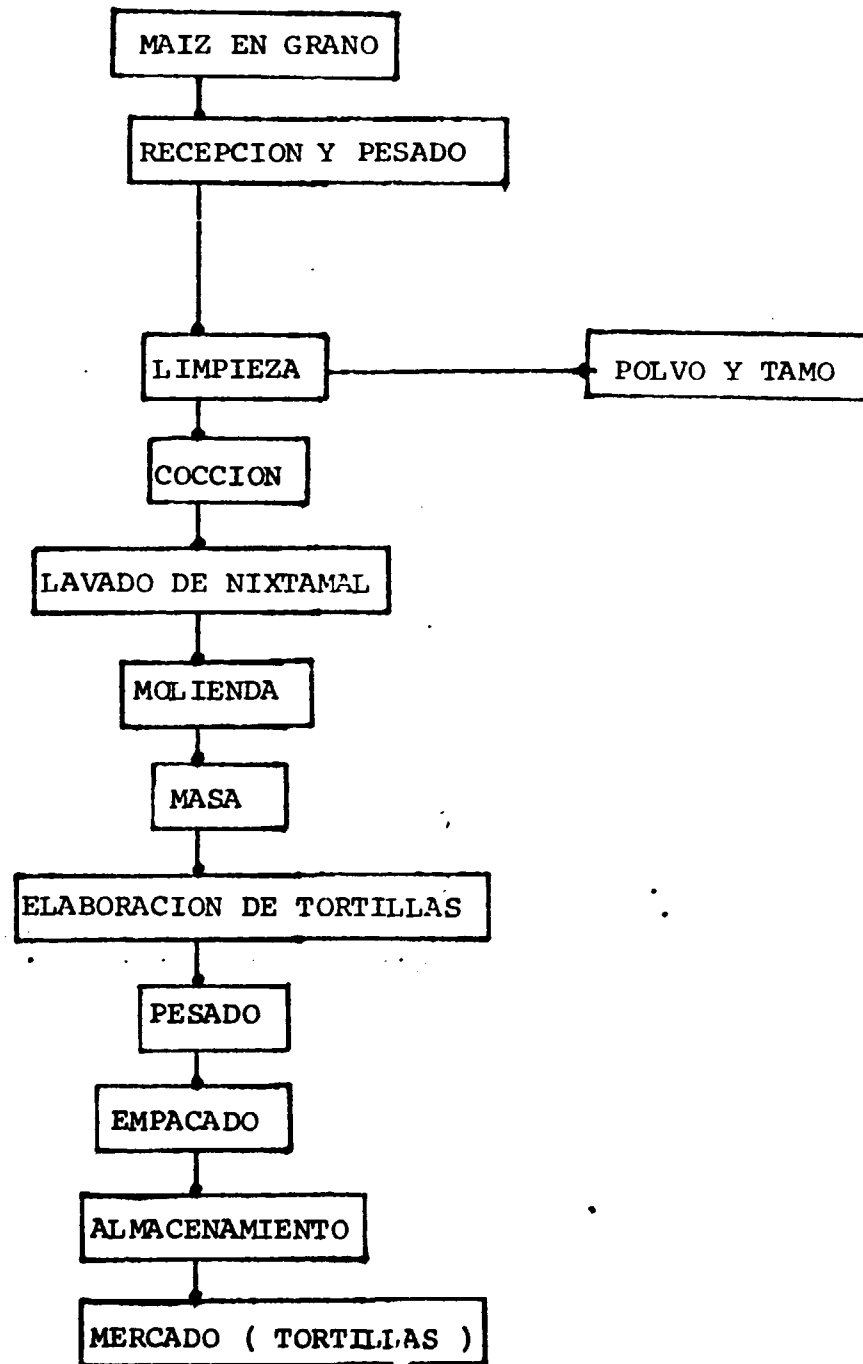 MAIZ EN GRANO
RECEPCION Y PESADO
LIMPIEZA
POLVO Y TAMO
COCCION
LAVADO DE NIXTAMAL
MOLIENDA
MASA
ELABORACION DE TORTILLAS
PESADO
EMPACADO
ALMACENAMIENTO
MERCADO ( TORTILLAS )